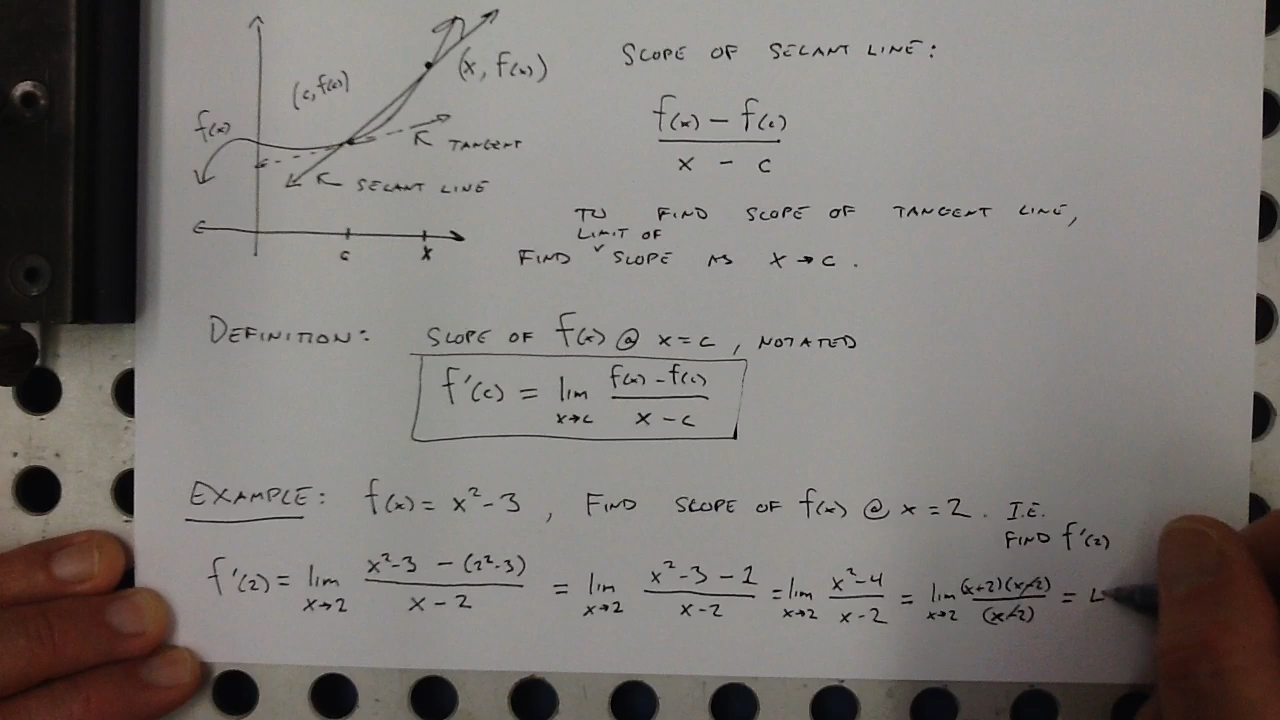 (x, f(x))
(c, f(c))
f(x)
TANGENT
SECANT LINE
c x
SLOPE OF SECANT LINE:
f(x) - f(c)
x - c
TO FIND SLOPE OF TANGENT LINE,
LIMIT OF
FIND ˅ SLOPE AS x → c.
DEFINITION: SLOPE OF f(x) @ x = c, NOTATED
f'(c) = lim x→c f(x) - f(c) / x - c
EXAMPLE: f(x) = x² - 3, FIND SLOPE OF f(x) @ x = 2. I.E.
FIND f'(2)
f'(2) = lim x→2 x² - 3 - (2² - 3) / x - 2 = lim x→2 x² - 3 - 1 / x - 2 = lim x→2 x² - 4 / x - 2 = lim x→2 (x+2)(x-2) / (x-2) =